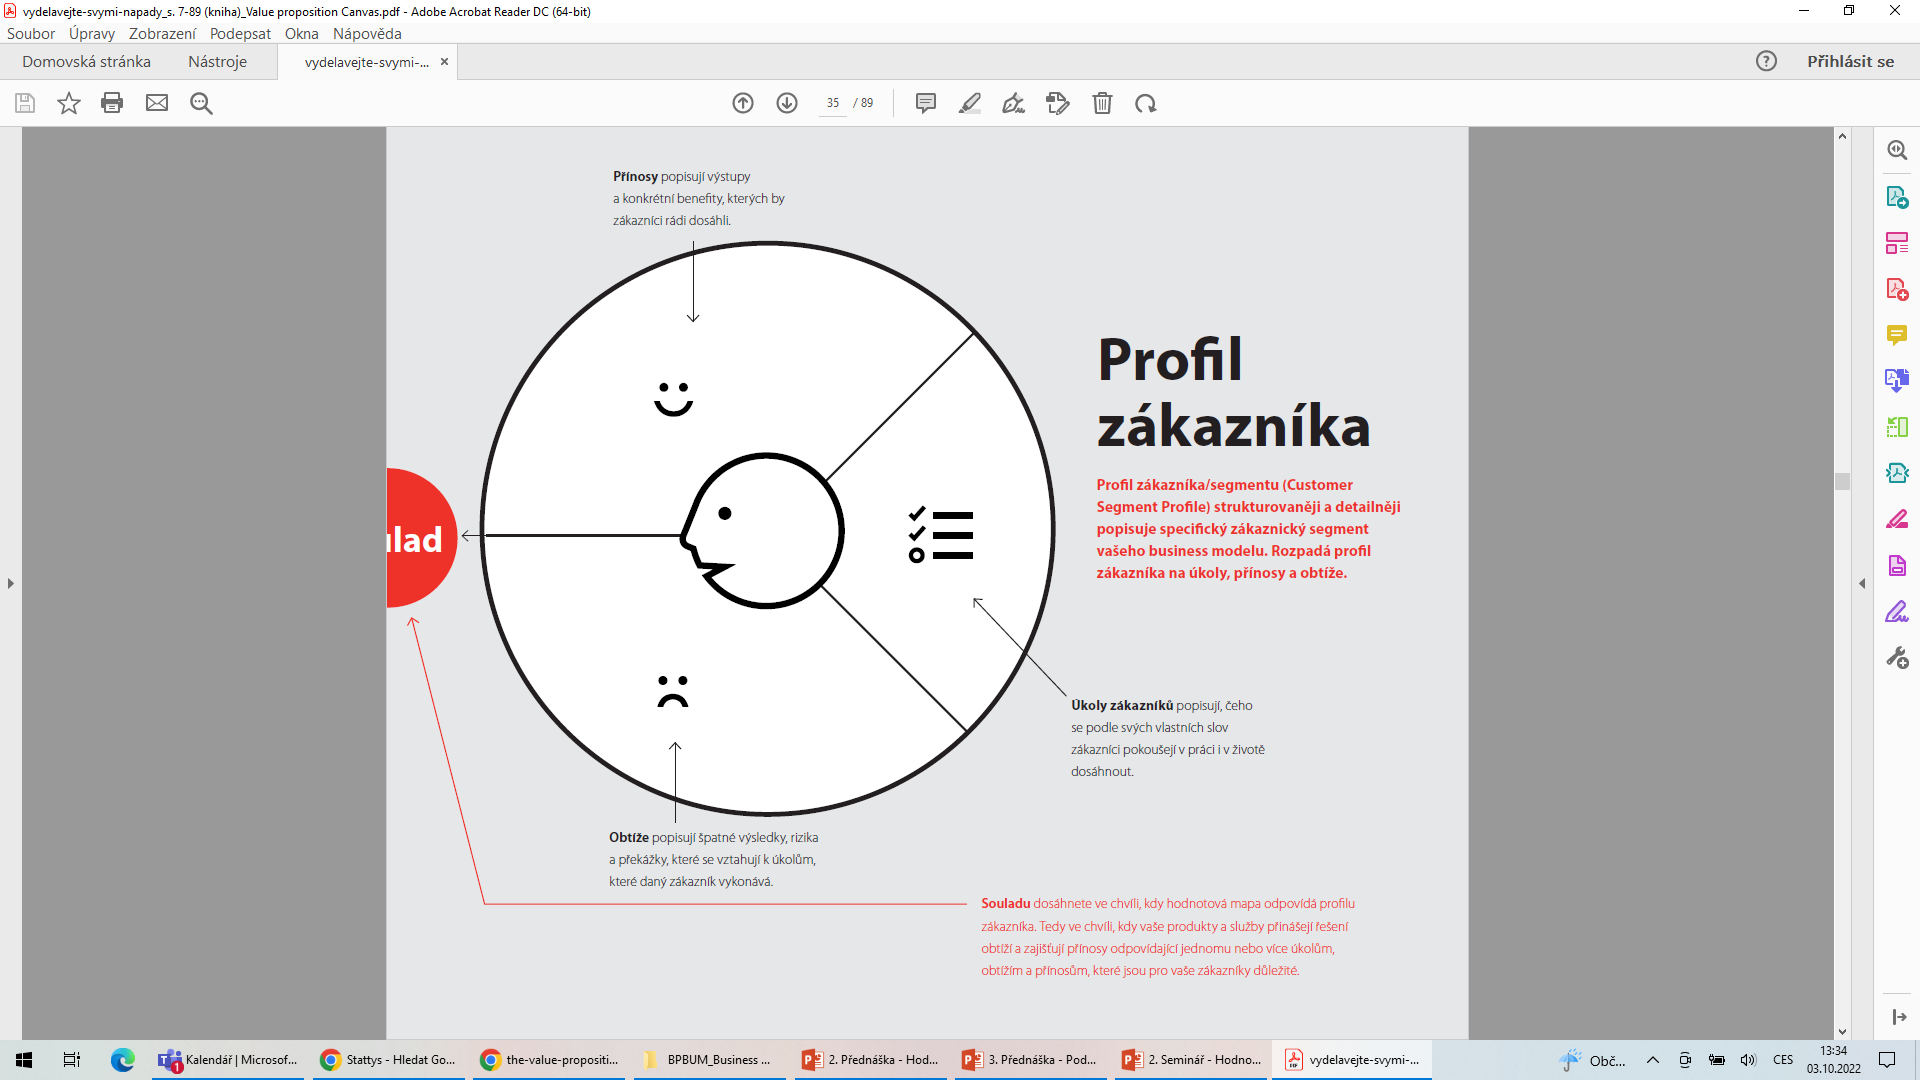 vydelavejte-svymi-napady_s. 7-89 (kniha)_Value proposition Canvas.pdf - Adobe Acrobat Reader DC (64-bit)
Soubor Úpravy Zobrazení Podepsat Okna Nápověda
Domovská stránka Nástroje vydelavejte-svymi-... × ? Přihlásit se
35 / 89
Přínosy popisují výstupy
a konkrétní benefity, kterých by
zákazníci rádi dosáhli.
Profil
zákazníka
Profil zákazníka/segmentu (Customer
Segment Profile) strukturovaněji a detailněji
popisuje specifický zákaznický segment
vašeho business modelu. Rozpadá profil
zákazníka na úkoly, přínosy a obtíže.
ulad
Úkoly zákazníků popisují, čeho
se podle svých vlastních slov
zákazníci pokoušejí v práci i v životě
dosáhnout.
Obtíže popisují špatné výsledky, rizika
a překážky, které se vztahují k úkolům,
které daný zákazník vykonává.
Souladu dosáhnete ve chvíli, kdy hodnotová mapa odpovídá profilu
zákazníka. Tedy ve chvíli, kdy vaše produkty a služby přinášejí řešení
obtíží a zajišťují přínosy odpovídající jednomu nebo více úkolům,
obtížím a přínosům, které jsou pro vaše zákazníky důležité.
1 Kalendář | Microsof... Stattys - Hledat Go... the-value-propositi... BPBUM_Business ... 2. Přednáška - Hod... 3. Přednáška - Pod... 2. Seminář - Hodno... vydelavejte-svymi-... Obč... CES 13:34
03.10.2022